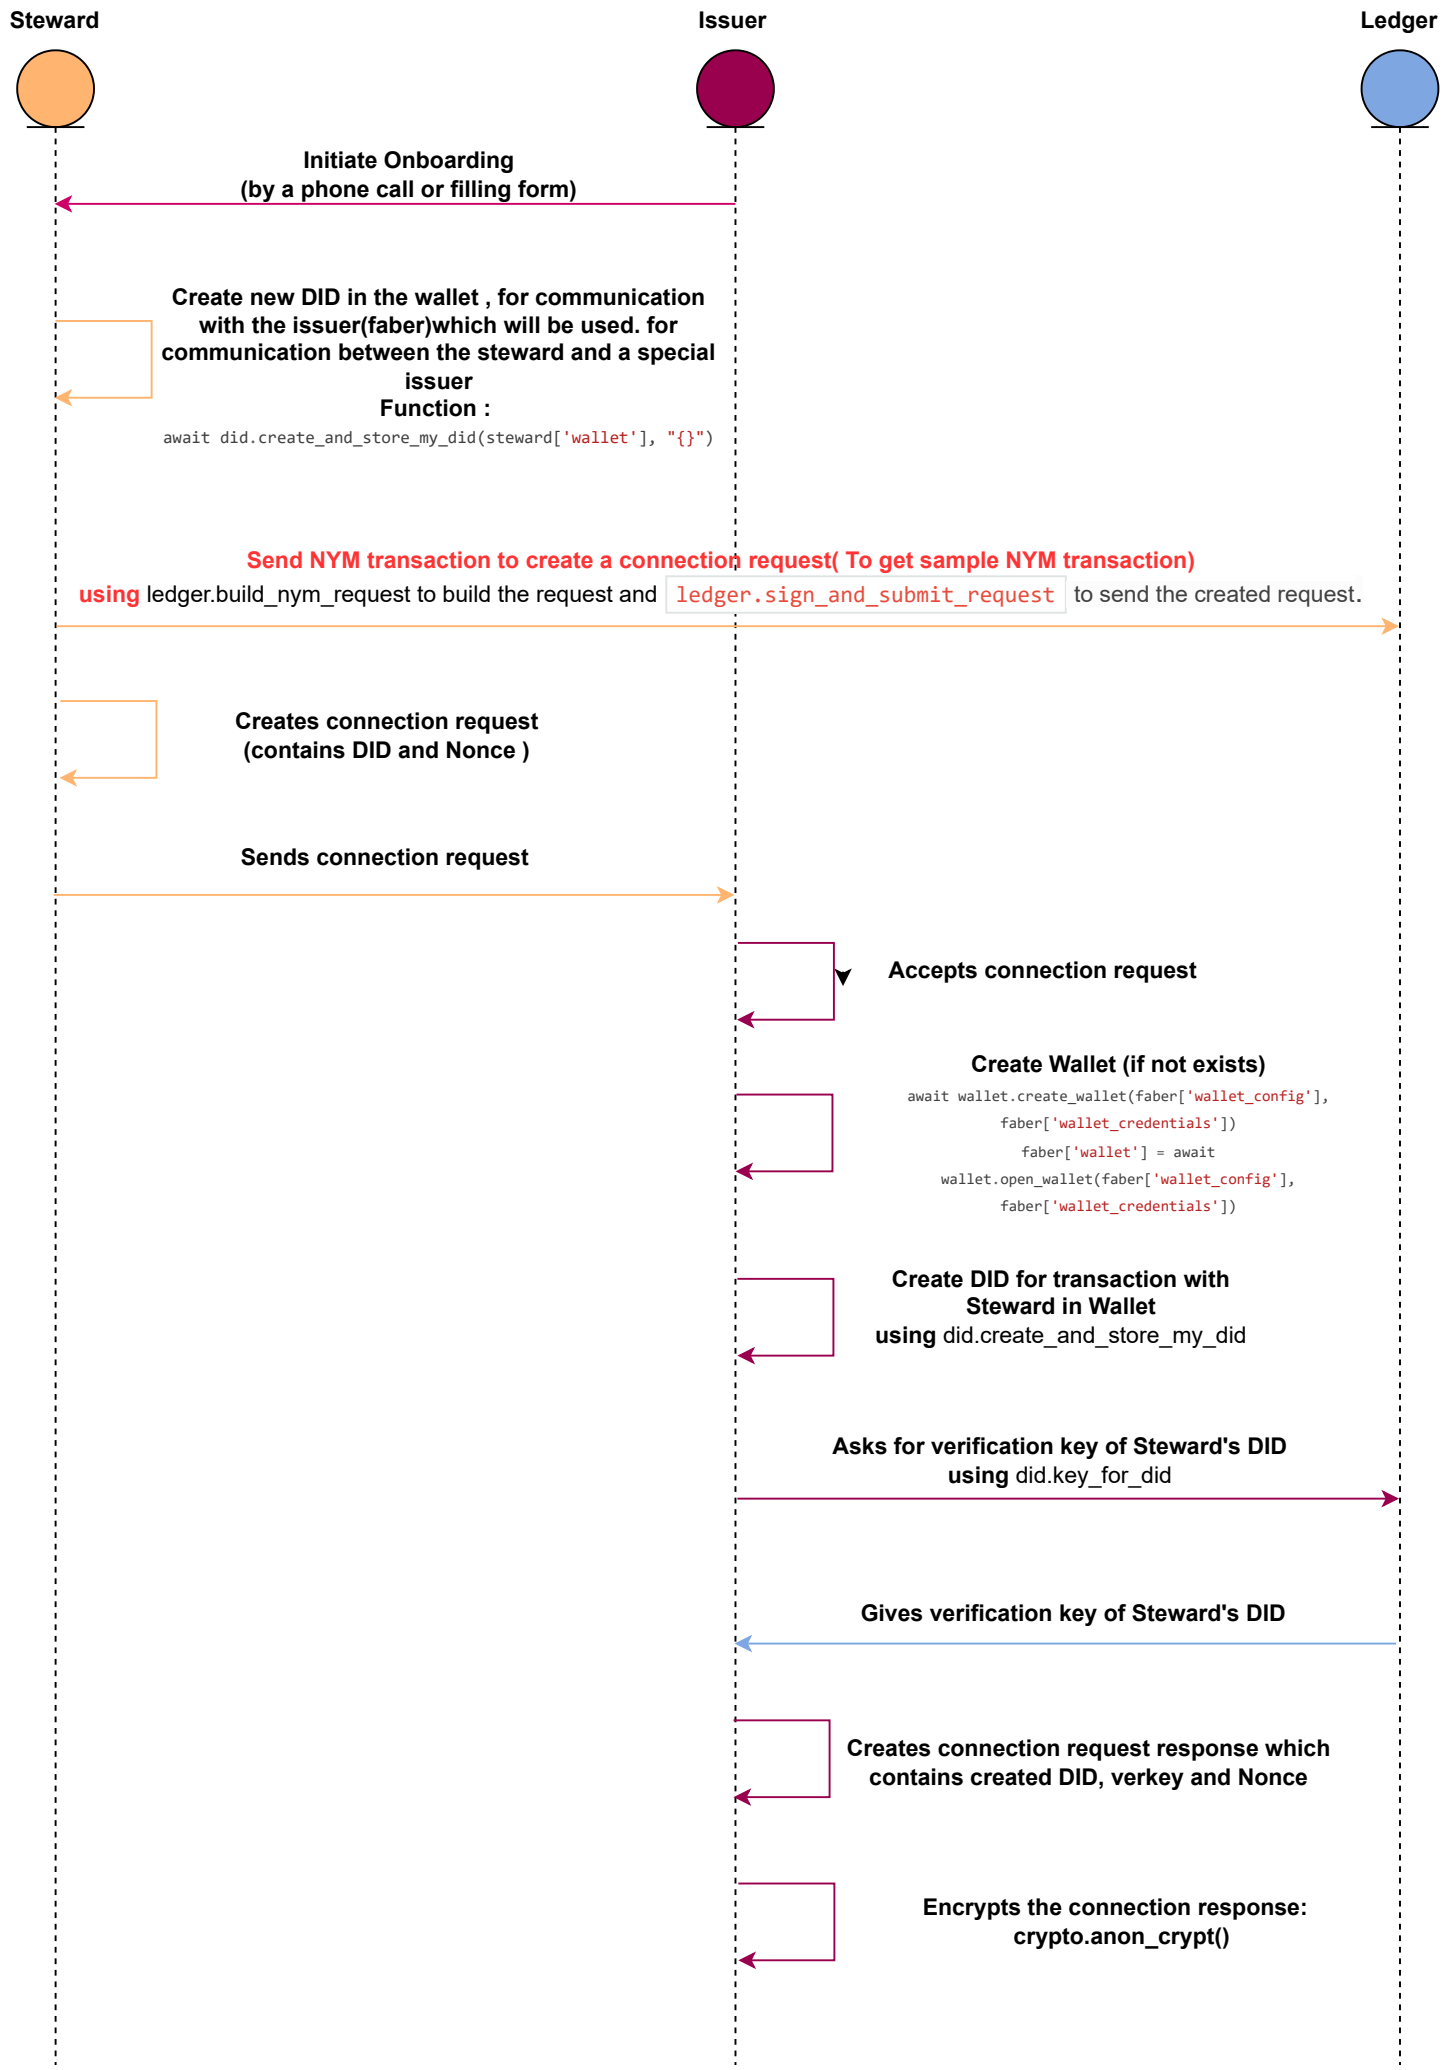 Steward
Issuer
Ledger
Initiate Onboarding
(by a phone call or filling form)
Create new DID in the wallet , for communication
with the issuer(faber)which will be used. for
communication between the steward and a special
issuer
Function :
await did.create_and_store_my_did(steward['wallet'], "{}")
Send NYM transaction to create a connection request( To get sample NYM transaction)
using ledger.build_nym_request to build the request and ledger.sign_and_submit_request to send the created request.
Creates connection request
(contains DID and Nonce )
Sends connection request
Accepts connection request
Create Wallet (if not exists)
await wallet.create_wallet(faber['wallet_config'],
faber['wallet_credentials'])
faber['wallet'] = await
wallet.open_wallet(faber['wallet_config'],
faber['wallet_credentials'])
Create DID for transaction with
Steward in Wallet
using did.create_and_store_my_did
Asks for verification key of Steward's DID
using did.key_for_did
Gives verification key of Steward's DID
Creates connection request response which
contains created DID, verkey and Nonce
Encrypts the connection response:
crypto.anon_crypt()